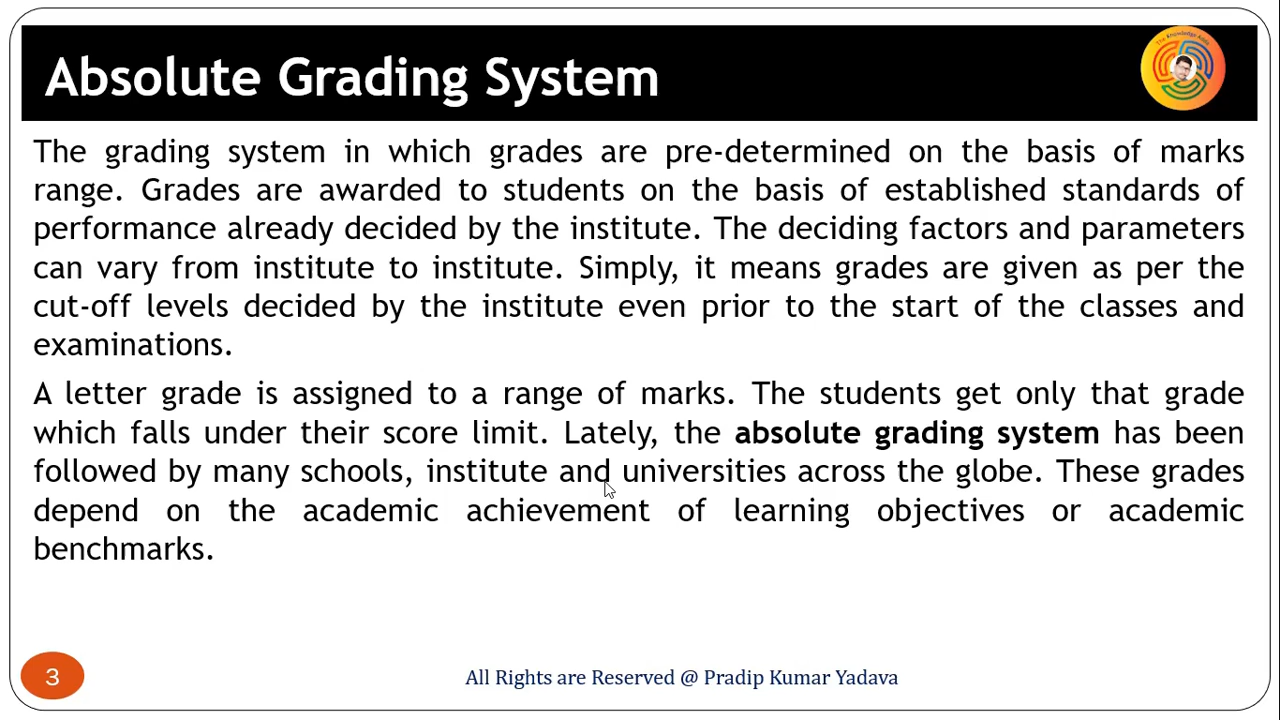 Absolute Grading System
The Knowledge Adda
The grading system in which grades are pre-determined on the basis of marks
range. Grades are awarded to students on the basis of established standards of
performance already decided by the institute. The deciding factors and parameters
can vary from institute to institute. Simply, it means grades are given as per the
cut-off levels decided by the institute even prior to the start of the classes and
examinations.
A letter grade is assigned to a range of marks. The students get only that grade
which falls under their score limit. Lately, the absolute grading system has been
followed by many schools, institute and universities across the globe. These grades
depend on the academic achievement of learning objectives or academic
benchmarks.
3
All Rights are Reserved @ Pradip Kumar Yadava